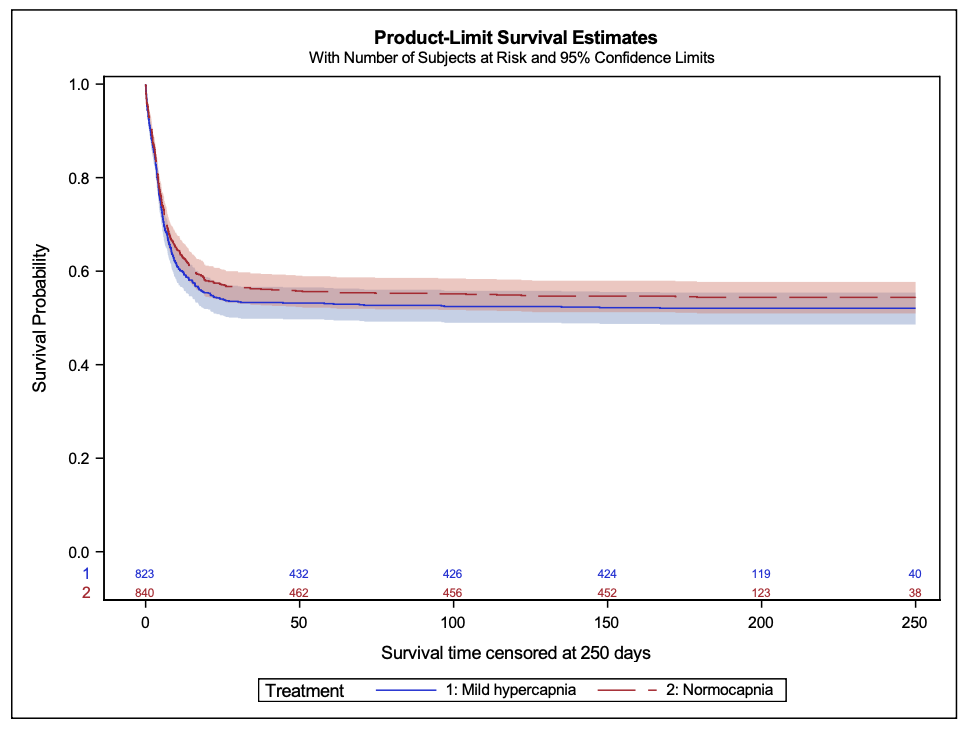 Product-Limit Survival Estimates
With Number of Subjects at Risk and 95% Confidence Limits
Survival Probability
1.0
0.8
0.6
0.4
0.2
0.0
1 823 432 426 424 119 40
2 840 462 456 452 123 38
0 50 100 150 200 250
Survival time censored at 250 days
Treatment 1: Mild hypercapnia 2: Normocapnia